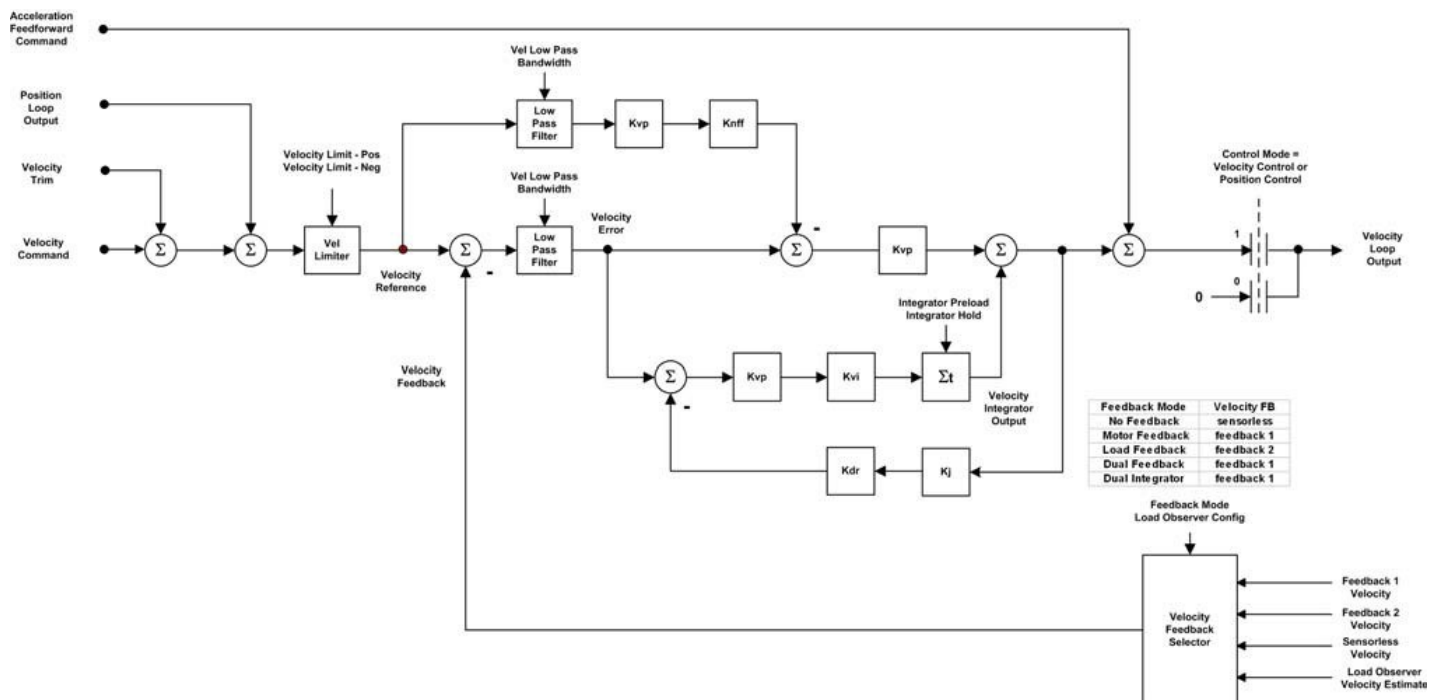 Acceleration
Feedforward
Command
Position
Loop
Output
Velocity
Trim
Velocity
Command
Σ
Σ
Velocity Limit - Pos
Velocity Limit - Neg
Vel
Limiter
Velocity
Reference
Vel Low Pass
Bandwidth
Low
Pass
Filter
Kvp
Knff
Vel Low Pass
Bandwidth
Σ
-
Low
Pass
Filter
Velocity
Error
Σ
-
Kvp
Σ
Σ
Control Mode =
Velocity Control or
Position Control
1
0
0
Velocity
Loop
Output
Integrator Preload
Integrator Hold
Σ
-
Kvp
Kvi
Σt
Velocity
Integrator
Output
Kdr
Kj
Velocity
Feedback
Feedback Mode Velocity FB
No Feedback sensorless
Motor Feedback feedback 1
Load Feedback feedback 2
Dual Feedback feedback 1
Dual Integrator feedback 1
Feedback Mode
Load Observer Config
Velocity
Feedback
Selector
Feedback 1
Velocity
Feedback 2
Velocity
Sensorless
Velocity
Load Observer
Velocity Estimate